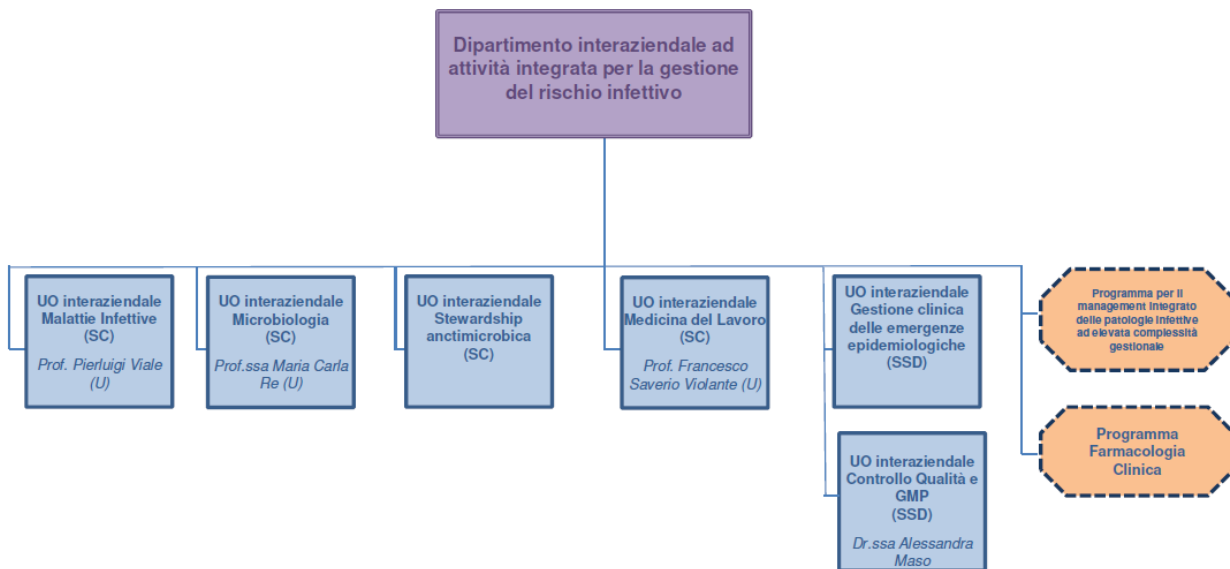 Dipartimento interaziendale ad
attività integrata per la gestione
del rischio infettivo
UO interaziendale
Malattie Infettive
(SC)
Prof. Pierluigi Viale
(U)
UO interaziendale
Microbiologia
(SC)
Prof.ssa Maria Carla
Re (U)
UO interaziendale
Stewardship
anctimicrobica
(SC)
UO interaziendale
Medicina del Lavoro
(SC)
Prof. Francesco
Saverio Violante (U)
UO interaziendale
Gestione clinica
delle emergenze
epidemiologiche
(SSD)
UO interaziendale
Controllo Qualità e
GMP
(SSD)
Dr.ssa Alessandra
Maso
Programma per il
management Integrato
delle patologie Infettive
ad elevata complessità
gestionale
Programma
Farmacologia
Clinica